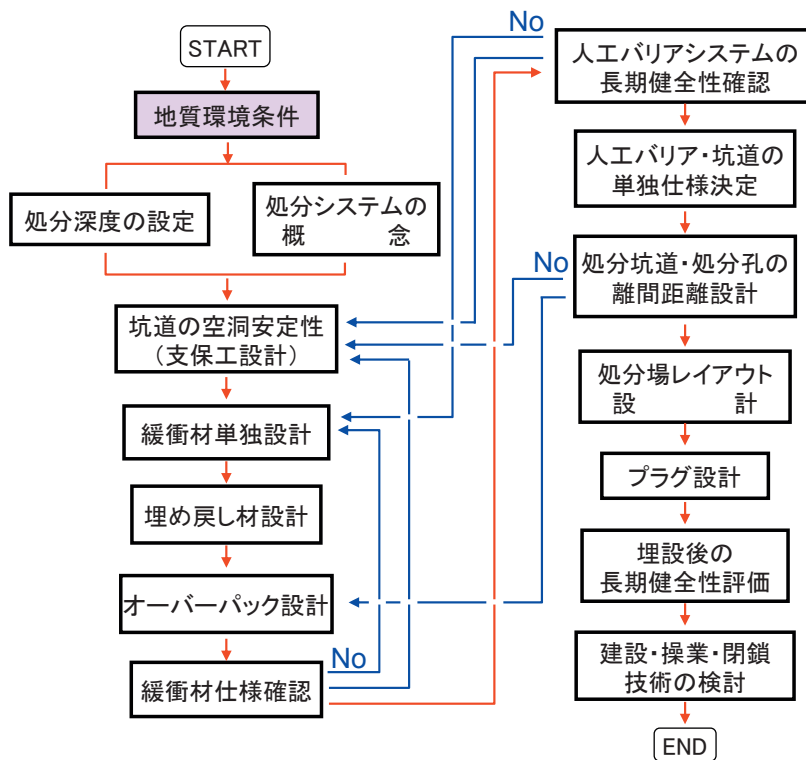 START
地質環境条件
処分深度の設定
処分システムの
概　　念
坑道の空洞安定性
（支保工設計）
緩衝材単独設計
埋め戻し材設計
オーバーパック設計
緩衝材仕様確認
No
No
人工バリアシステムの
長期健全性確認
人工バリア・坑道の
単独仕様決定
No
処分坑道・処分孔の
離間距離設計
処分場レイアウト
設　　計
プラグ設計
埋設後の
長期健全性評価
建設・操業・閉鎖
技術の検討
END